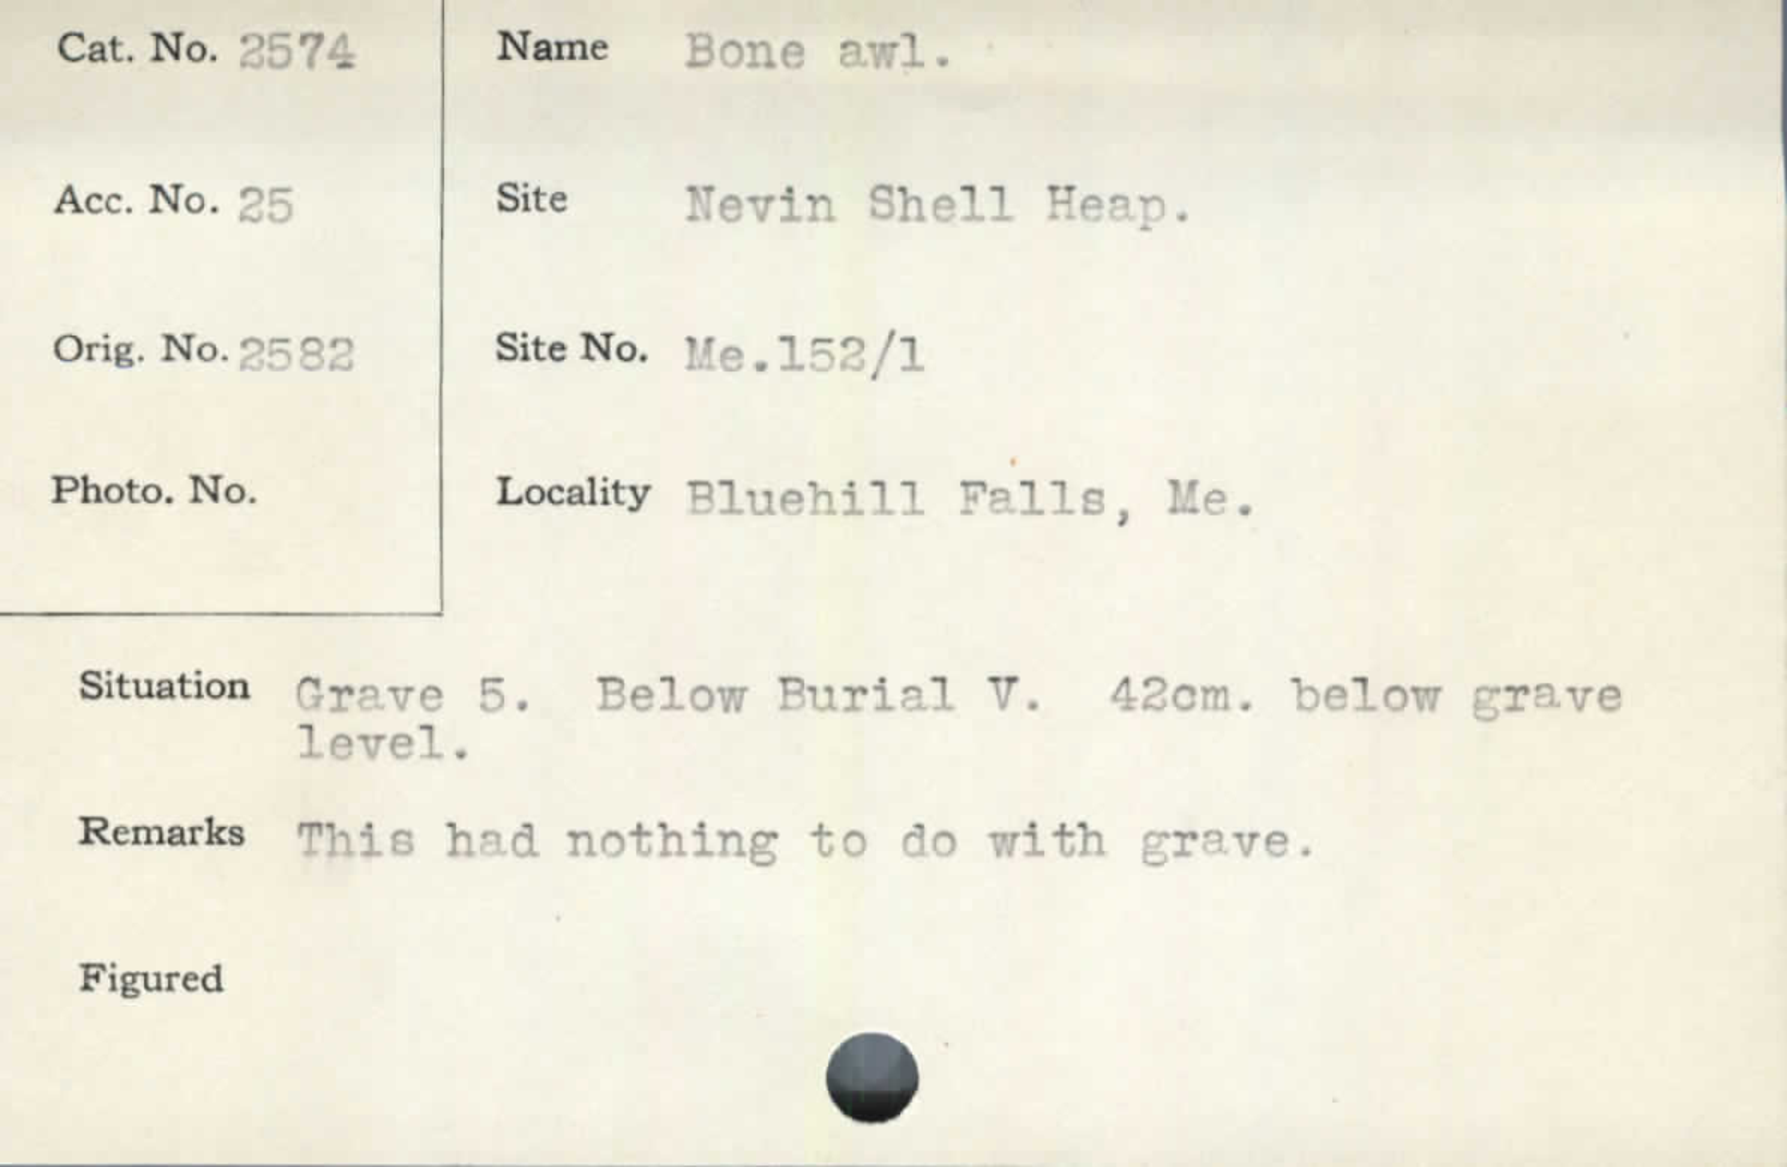 Cat. No. 2574
Acc. No. 25
Orig. No. 2582
Photo. No.
Name Bone awl.
Site Nevin Shell Heap.
Site No. Me.152/1
Locality Bluehill Falls, Me.
Situation Grave 5. Below Burial V. 42cm. below grave
level.
Remarks This had nothing to do with grave.
Figured